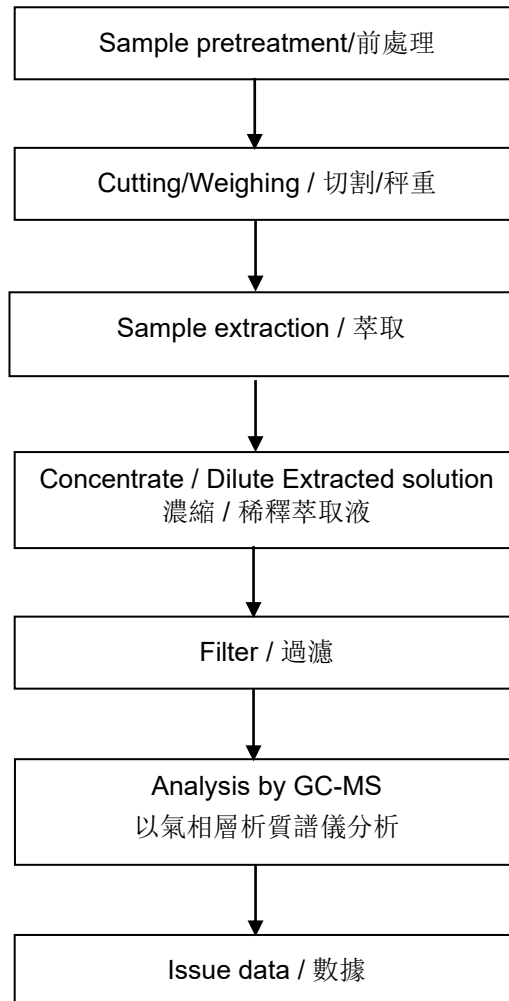 Sample pretreatment/前處理
Cutting/Weighing / 切割/秤重
Sample extraction / 萃取
Concentrate / Dilute Extracted solution
濃縮 / 稀釋萃取液
Filter / 過濾
Analysis by GC-MS
以氣相層析質譜儀分析
Issue data / 數據